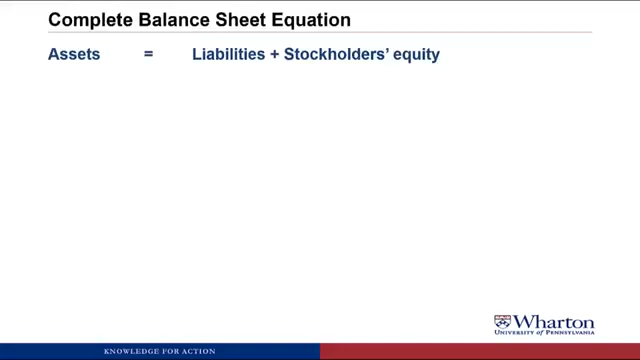 Complete Balance Sheet Equation
Assets = Liabilities + Stockholders' equity
Wharton
UNIVERSITY of PENNSYLVANIA
KNOWLEDGE FOR ACTION